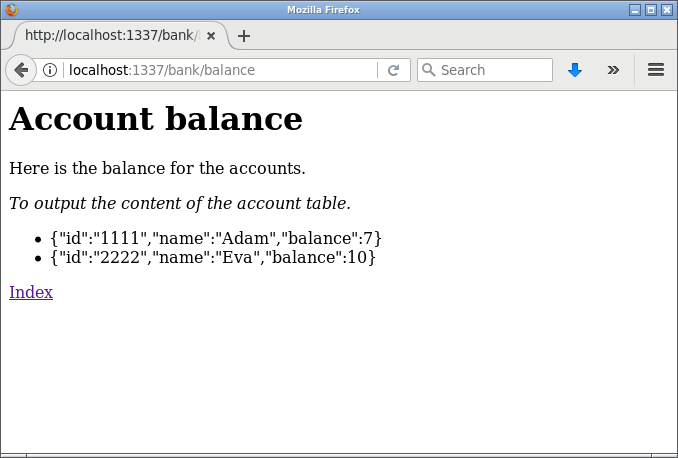 Mozilla Firefox
http://localhost:1337/bank/
localhost:1337/bank/balance
Search
Account balance
Here is the balance for the accounts.
To output the content of the account table.
{"id":"1111","name":"Adam","balance":7}
{"id":"2222","name":"Eva","balance":10}
Index